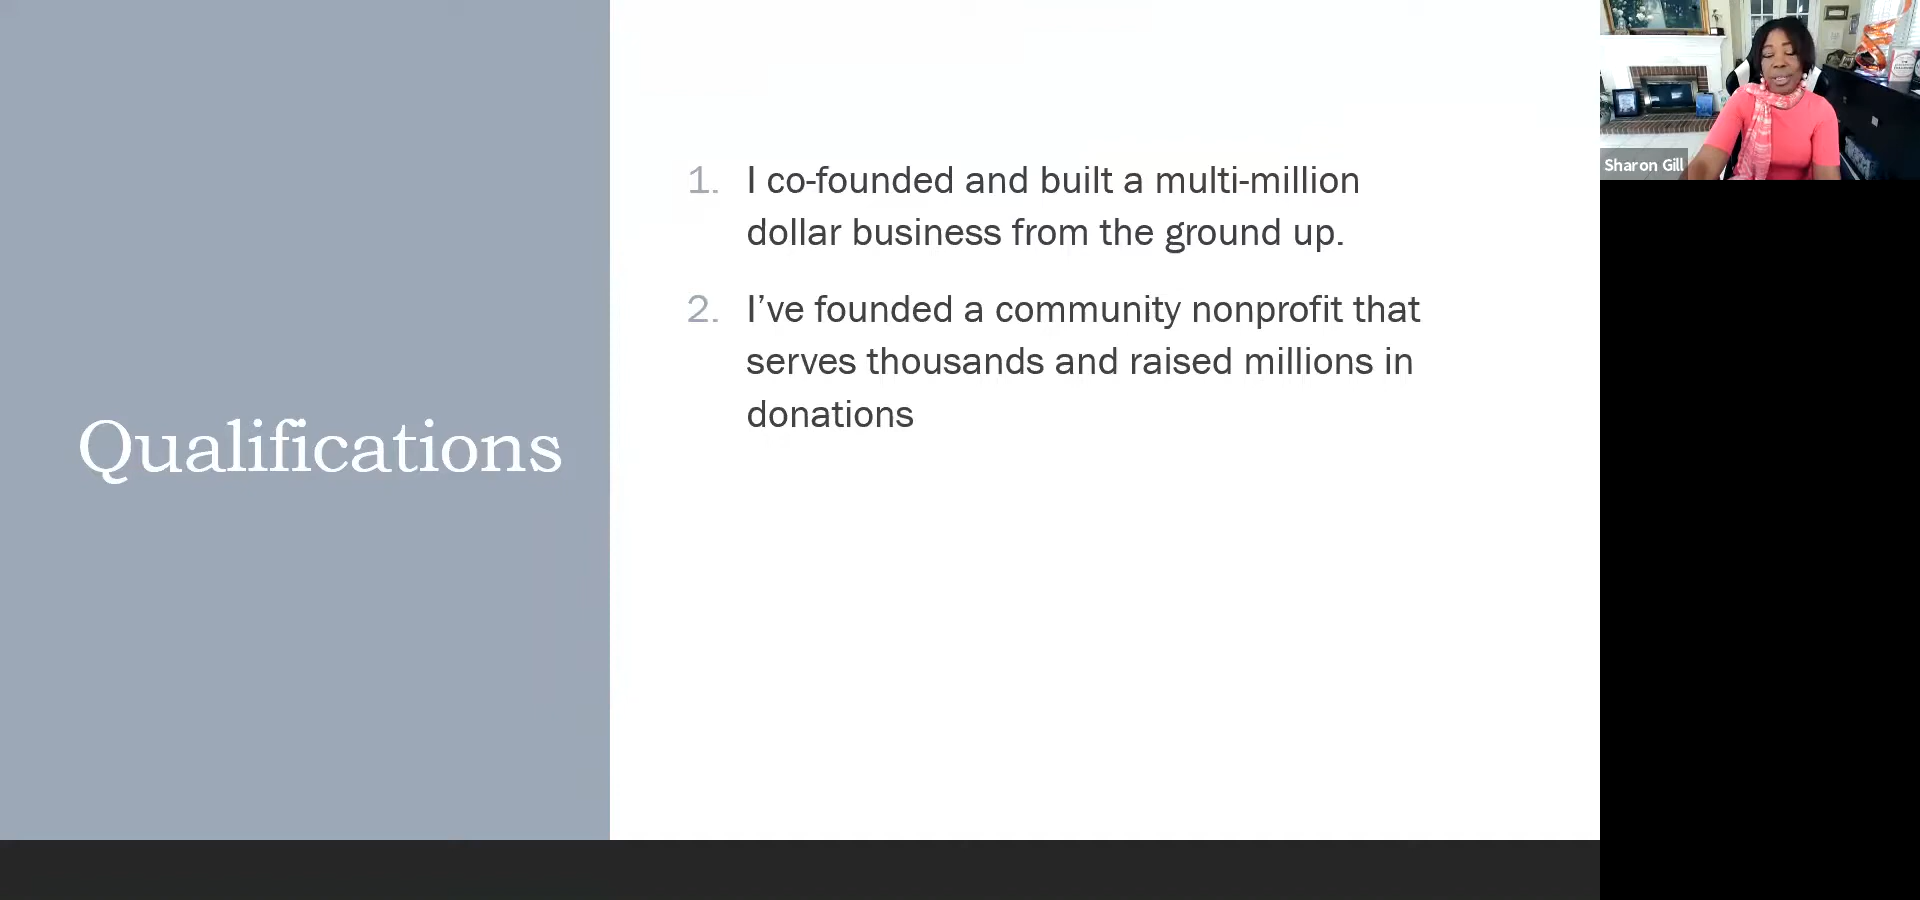 Qualifications
1. I co-founded and built a multi-million
dollar business from the ground up.
2. I’ve founded a community nonprofit that
serves thousands and raised millions in
donations
Sharon Gill